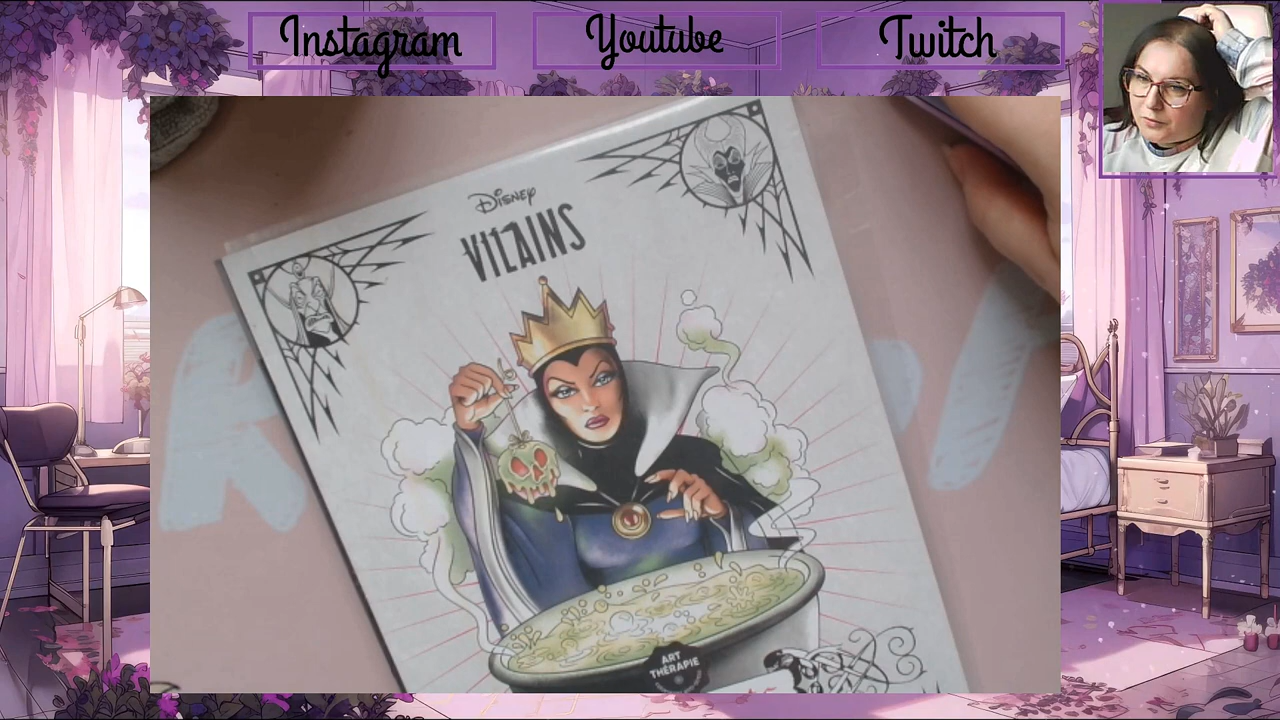 Instagram
Youtube
Twitch
Disney
VILAINS
ART
THÉRAPIE